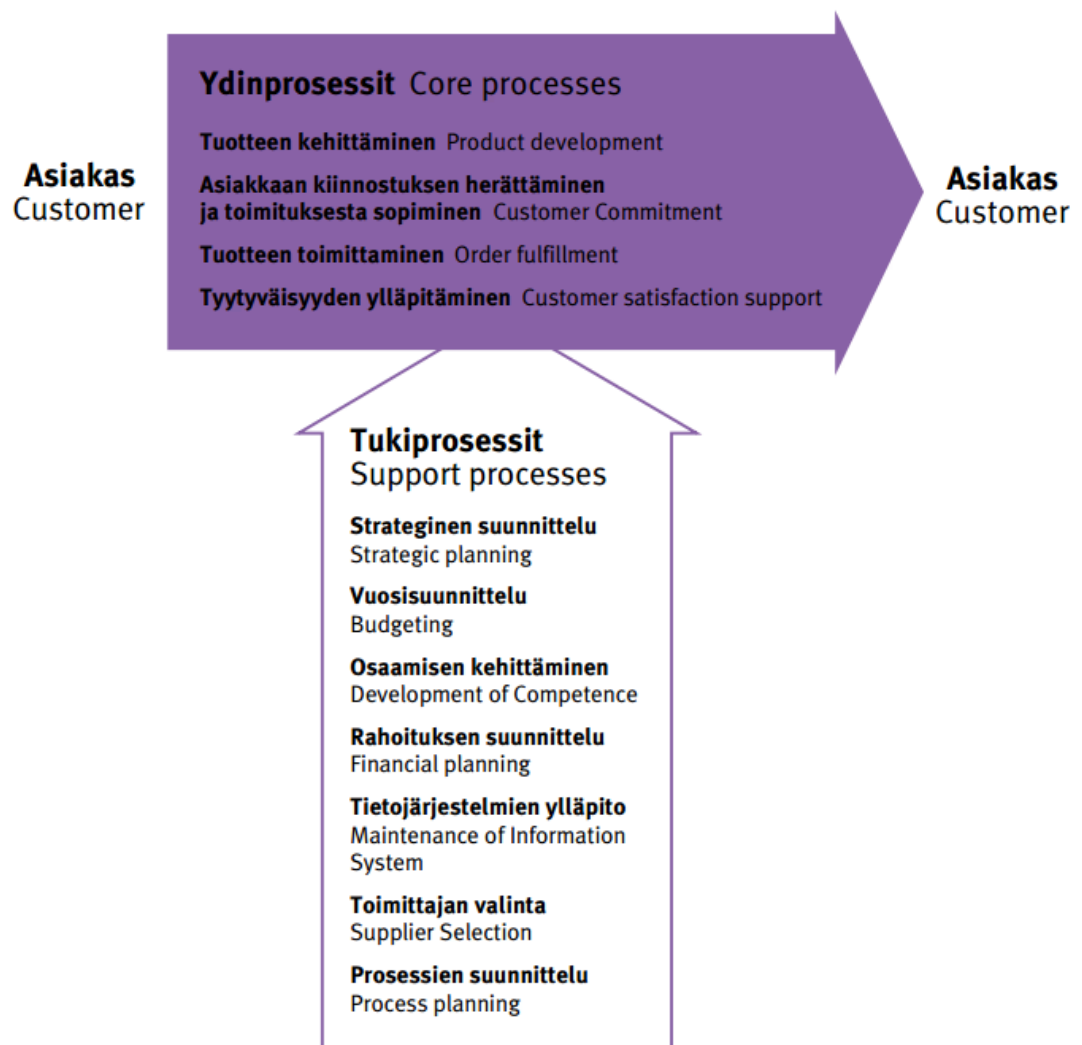 Ydinprosessit Core processes
Tuotteen kehittäminen Product development
Asiakkaan kiinnostuksen herättäminen
ja toimituksesta sopiminen Customer Commitment
Tuotteen toimittaminen Order fulfillment
Tyytyväisyyden ylläpitäminen Customer satisfaction support
Asiakas
Customer
Asiakas
Customer
Tukiprosessit
Support processes
Strateginen suunnittelu
Strategic planning
Vuosisuunnittelu
Budgeting
Osaamisen kehittäminen
Development of Competence
Rahoituksen suunnittelu
Financial planning
Tietojärjestelmien ylläpito
Maintenance of Information
System
Toimittajan valinta
Supplier Selection
Prosessien suunnittelu
Process planning